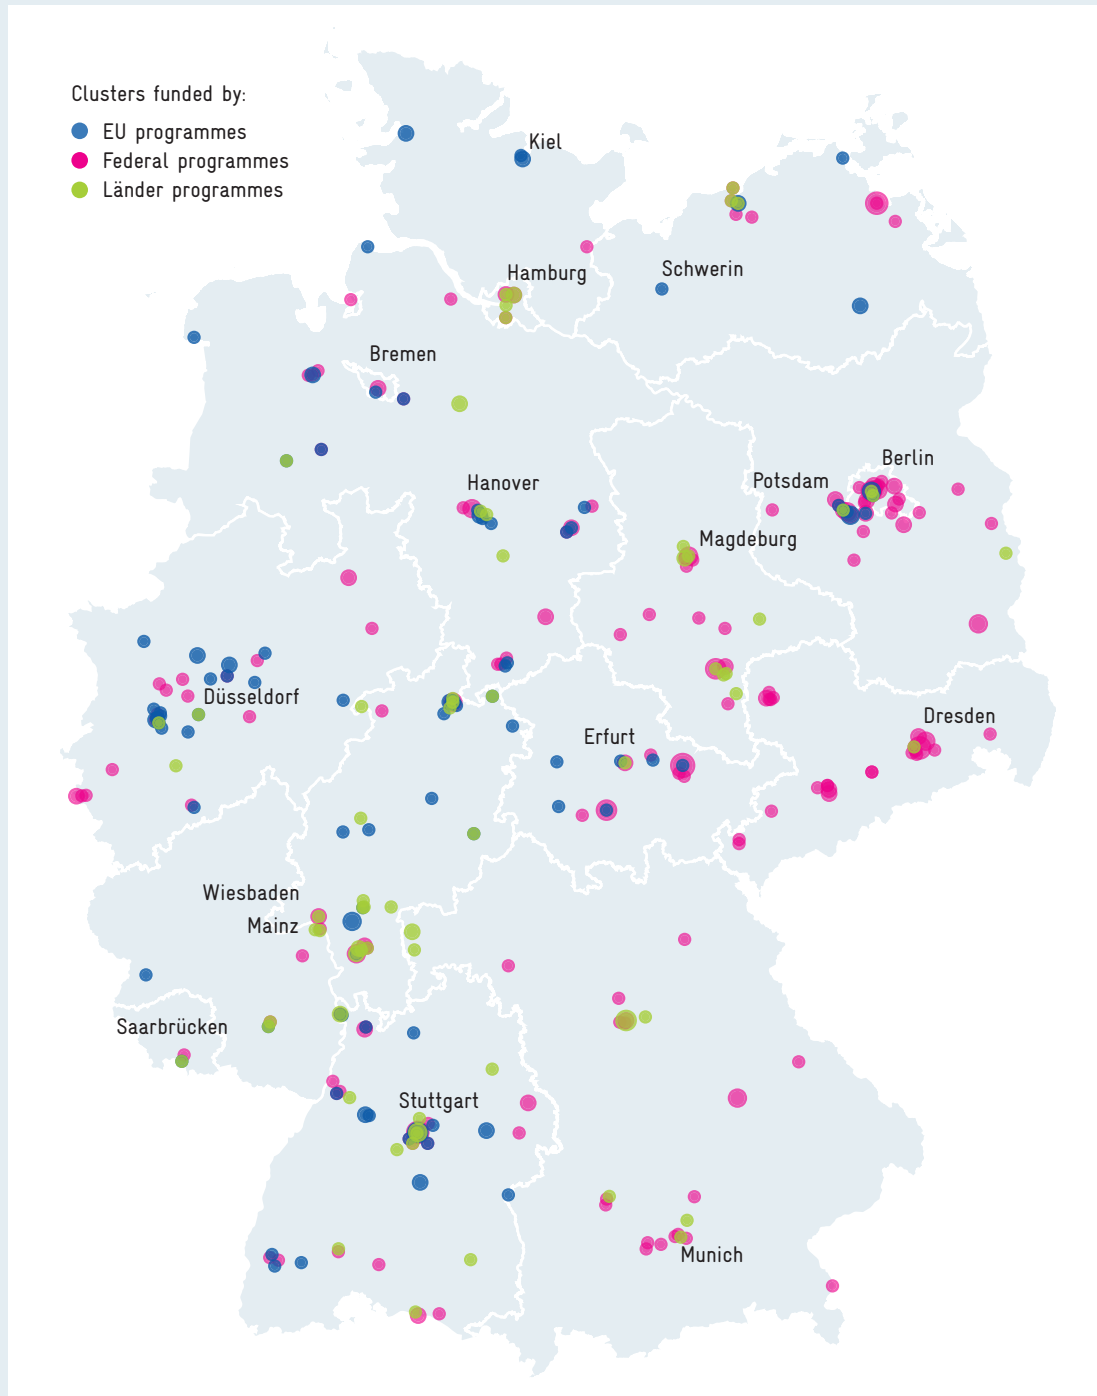 Clusters funded by:
EU programmes
Federal programmes
Länder programmes
Kiel
Hamburg
Schwerin
Bremen
Berlin
Potsdam
Hanover
Magdeburg
Düsseldorf
Dresden
Erfurt
Wiesbaden
Mainz
Saarbrücken
Stuttgart
Munich